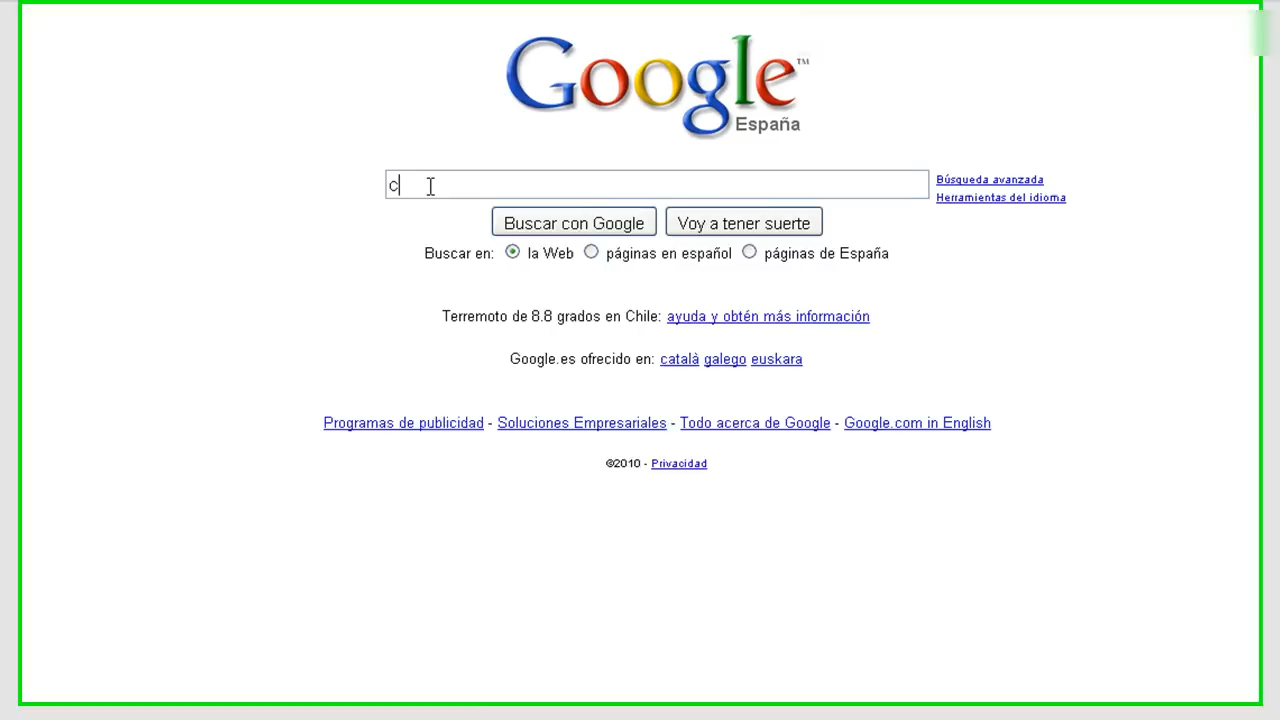 Google™
España
c
Búsqueda avanzada
Herramientas del idioma
Buscar con Google Voy a tener suerte
Buscar en: la Web páginas en español páginas de España
Terremoto de 8.8 grados en Chile: ayuda y obtén más información
Google.es ofrecido en: català galego euskara
Programas de publicidad - Soluciones Empresariales - Todo acerca de Google - Google.com in English
©2010 - Privacidad